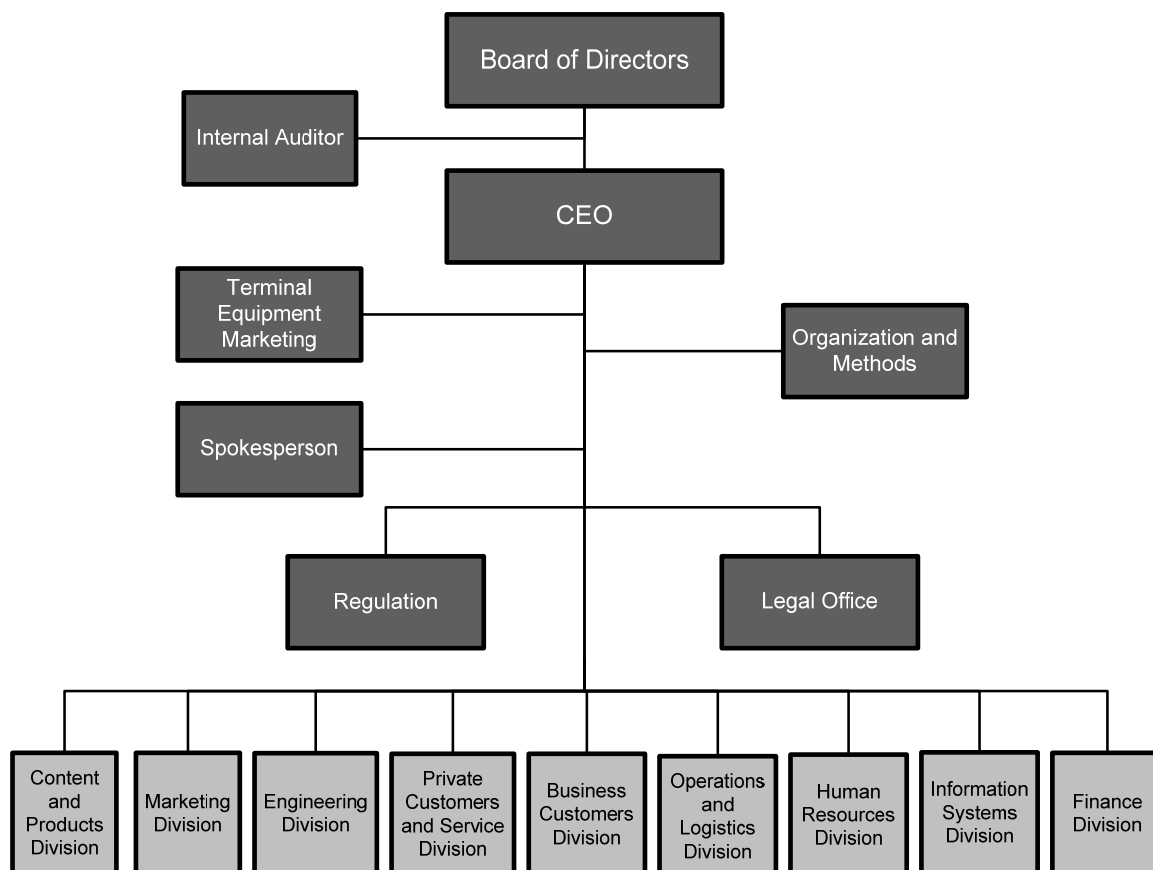 Board of Directors
Internal Auditor
CEO
Terminal
Equipment
Marketing
Organization and
Methods
Spokesperson
Regulation
Legal Office
Content
and
Products
Division
Marketing
Division
Engineering
Division
Private
Customers
and Service
Division
Business
Customers
Division
Operations
and
Logistics
Division
Human
Resources
Division
Information
Systems
Division
Finance
Division